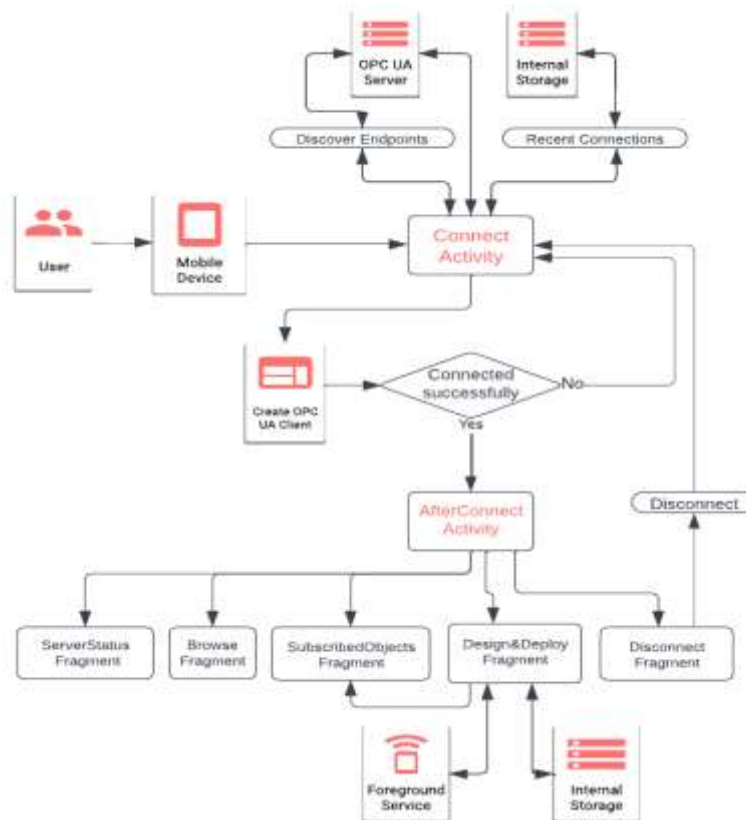 OPC UA
Server
Internal
Storage
Discover Endpoints
Recent Connections
User
Mobile
Device
Connect
Activity
Create OPC
UA Client
Connected
successfully
No
Yes
AfterConnect
Activity
Disconnect
ServerStatus
Fragment
Browse
Fragment
SubscribedObjects
Fragment
Design&Deploy
Fragment
Disconnect
Fragment
Foreground
Service
Internal
Storage